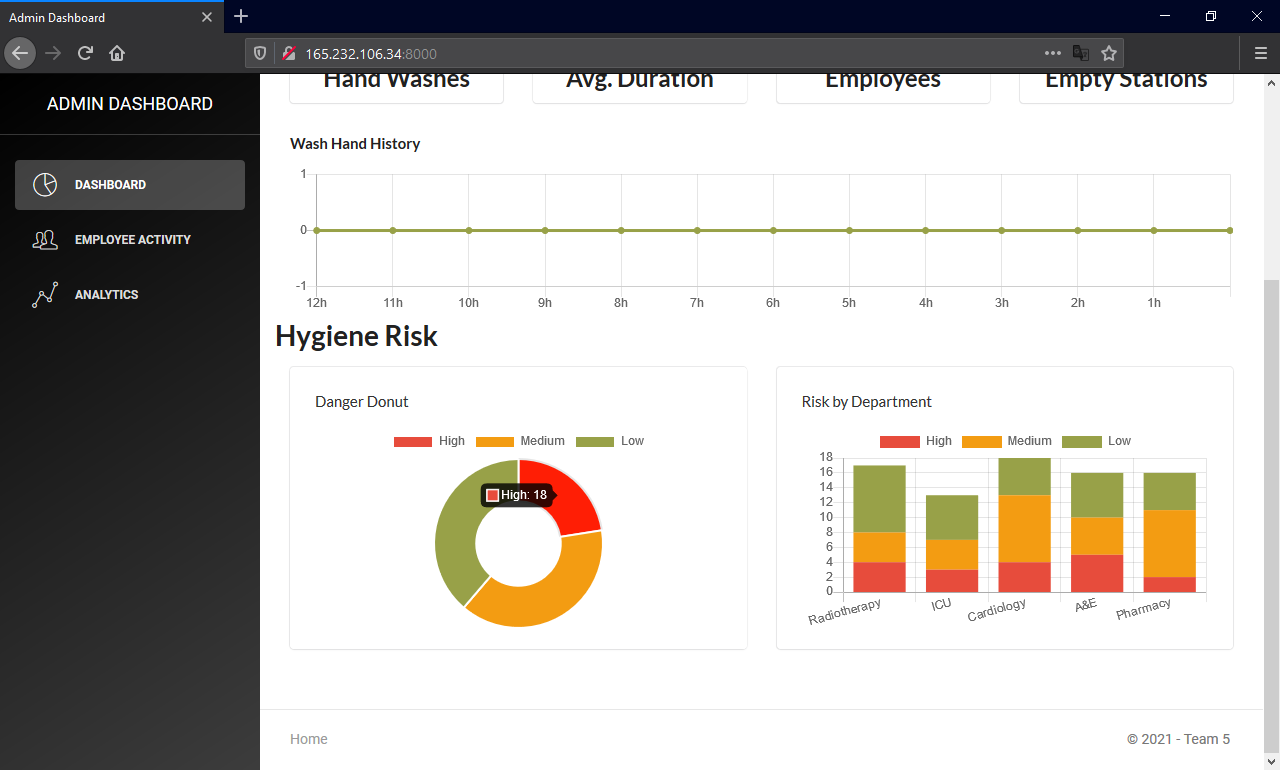 Admin Dashboard
165.232.106.34:8000
ADMIN DASHBOARD
DASHBOARD
EMPLOYEE ACTIVITY
ANALYTICS
Hand Washes
Avg. Duration
Employees
Empty Stations
Wash Hand History
1
0
-1
12h 11h 10h 9h 8h 7h 6h 5h 4h 3h 2h 1h
Hygiene Risk
Danger Donut
High Medium Low
High: 18
Risk by Department
High Medium Low
18
16
14
12
10
8
6
4
2
0
Radiotherapy ICU Cardiology A&E Pharmacy
Home
© 2021 - Team 5